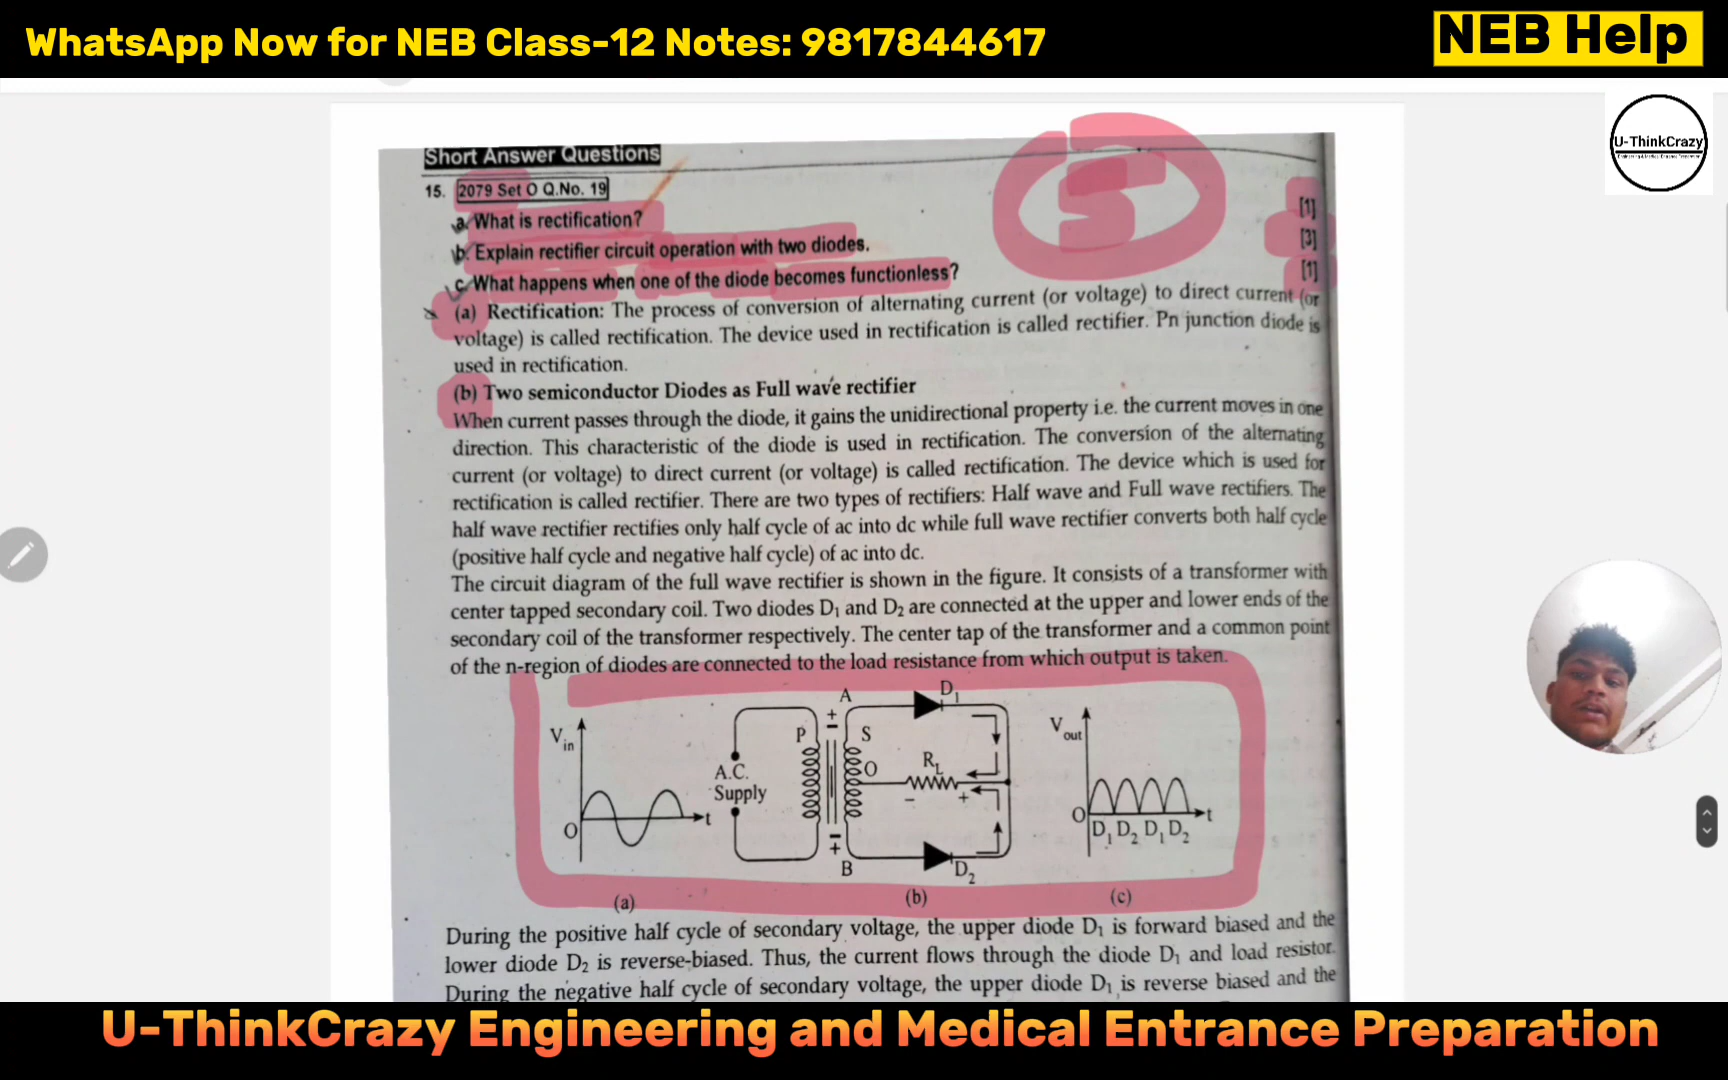 WhatsApp Now for NEB Class-12 Notes: 9817844617
NEB Help
U-ThinkCrazy
Short Answer Questions
15. 2079 Set O Q.No. 19
a. What is rectification? [1]
b. Explain rectifier circuit operation with two diodes. [3]
c. What happens when one of the diode becomes functionless? [1]
(a) Rectification: The process of conversion of alternating current (or voltage) to direct current (or
voltage) is called rectification. The device used in rectification is called rectifier. Pn junction diode is
used in rectification.
(b) Two semiconductor Diodes as Full wave rectifier
When current passes through the diode, it gains the unidirectional property i.e. the current moves in one
direction. This characteristic of the diode is used in rectification. The conversion of the alternating
current (or voltage) to direct current (or voltage) is called rectification. The device which is used for
rectification is called rectifier. There are two types of rectifiers: Half wave and Full wave rectifiers. The
half wave rectifier rectifies only half cycle of ac into dc while full wave rectifier converts both half cycle
(positive half cycle and negative half cycle) of ac into dc.
The circuit diagram of the full wave rectifier is shown in the figure. It consists of a transformer with
center tapped secondary coil. Two diodes D₁ and D₂ are connected at the upper and lower ends of the
secondary coil of the transformer respectively. The center tap of the transformer and a common point
of the n-region of diodes are connected to the load resistance from which output is taken.
V in
O
t
A.C.
Supply
P
A
+
−
S
O
R L
−
+
D₁
−
+
B
D₂
V out
O
t
D₁ D₂ D₁ D₂
(a)
(b)
(c)
During the positive half cycle of secondary voltage, the upper diode D₁ is forward biased and the
lower diode D₂ is reverse-biased. Thus, the current flows through the diode D₁ and load resistor.
During the negative half cycle of secondary voltage, the upper diode D₁ is reverse biased and the
U-ThinkCrazy Engineering and Medical Entrance Preparation